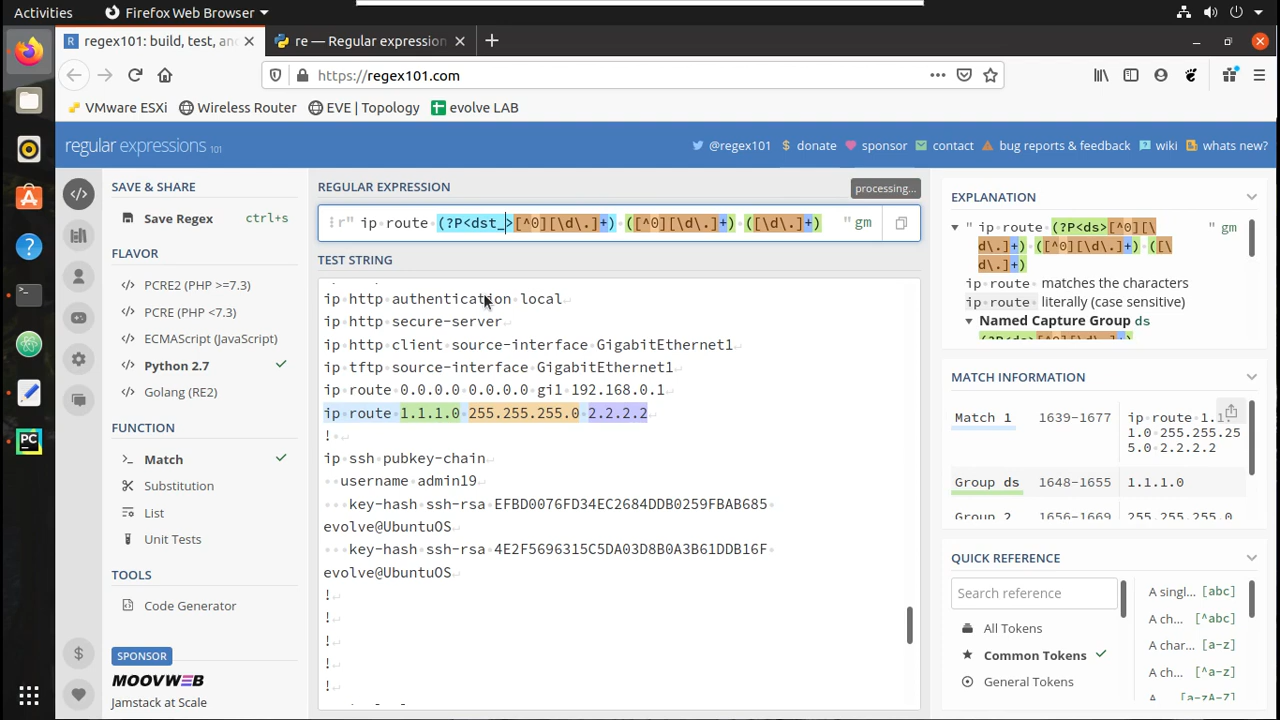 Activities
Firefox Web Browser
regex101: build, test, an
re — Regular expression
https://regex101.com
VMware ESXi
Wireless Router
EVE | Topology
evolve LAB
regular expressions 101
@regex101
donate
sponsor
contact
bug reports & feedback
wiki
whats new?
SAVE & SHARE
Save Regex
ctrl+s
FLAVOR
PCRE2 (PHP >=7.3)
PCRE (PHP <7.3)
ECMAScript (JavaScript)
Python 2.7
Golang (RE2)
FUNCTION
Match
Substitution
List
Unit Tests
TOOLS
Code Generator
SPONSOR
MOOVWEB
Jamstack at Scale
REGULAR EXPRESSION
processing...
r" ip route (?P<dst_>[^0][\d\.]+) ([^0][\d\.]+) ([\d\.]+) " gm
TEST STRING
ip http authentication local
ip http secure-server
ip http client source-interface GigabitEthernet1
ip tftp source-interface GigabitEthernet1
ip route 0.0.0.0 0.0.0.0 gi1 192.168.0.1
ip route 1.1.1.0 255.255.255.0 2.2.2.2
!
ip ssh pubkey-chain
username admin19
key-hash ssh-rsa EFBD0076FD34EC2684DDB0259FBAB685
evolve@UbuntuOS
key-hash ssh-rsa 4E2F5696315C5DA03D8B0A3B61DDB16F
evolve@UbuntuOS
!
!
!
!
!
EXPLANATION
" ip route (?P<ds>[^0][\ " gm
d\.]+) ([^0][\d\.]+) ([\
d\.]+)
ip route matches the characters
ip route literally (case sensitive)
Named Capture Group ds
MATCH INFORMATION
Match 1
1639-1677
ip route 1.1.
1.0 255.255.25
5.0 2.2.2.2
Group ds
1648-1655
1.1.1.0
Group 2
1656-1669
255.255.255.0
QUICK REFERENCE
Search reference
All Tokens
Common Tokens
General Tokens
A singl... [abc]
A ch... [^abc]
A char... [a-z]
A ch... [^a-z]
A ... [a-zA-Z]